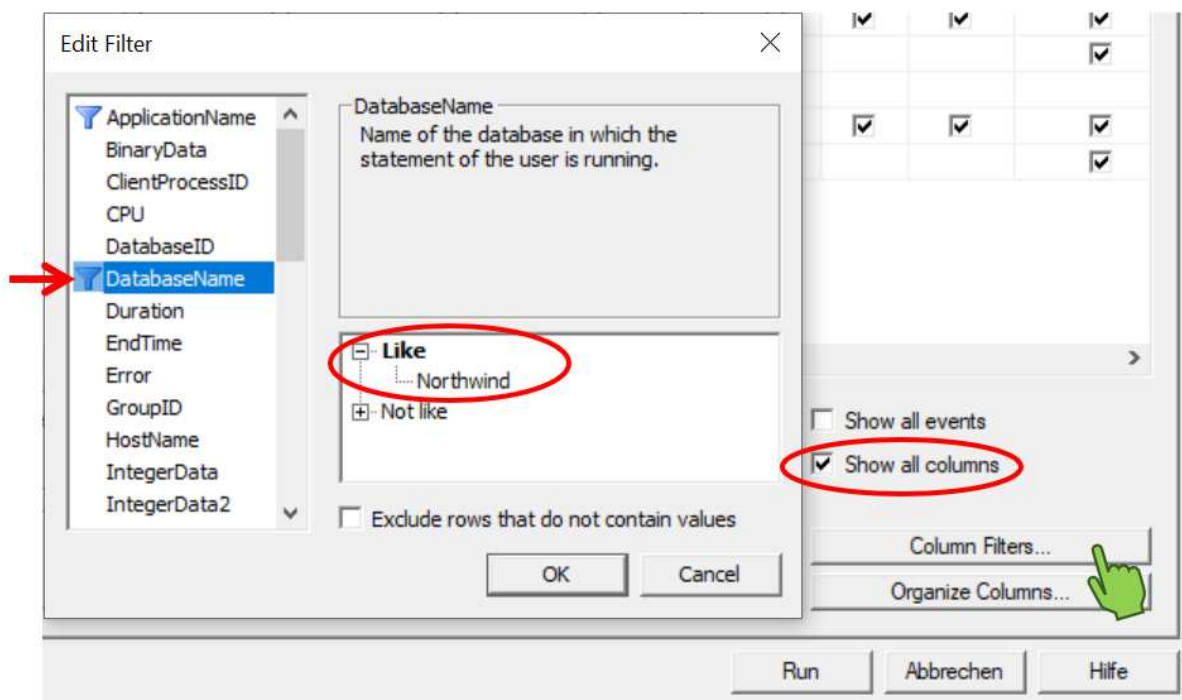 Edit Filter
ApplicationName
BinaryData
ClientProcessID
CPU
DatabaseID
DatabaseName
Duration
EndTime
Error
GroupID
HostName
IntegerData
IntegerData2
DatabaseName
Name of the database in which the
statement of the user is running.
Like
Northwind
Not like
Exclude rows that do not contain values
OK
Cancel
Show all events
Show all columns
Column Filters...
Organize Columns...
Run
Abbrechen
Hilfe